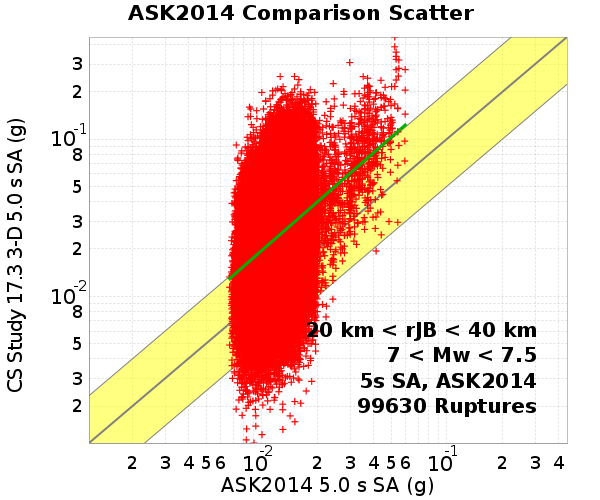 ASK2014 Comparison Scatter
CS Study 17.3 3-D 5.0 s SA (g)
3
2
10⁻¹
8
5
3
2
10⁻²
8
5
3
2
20 km < rJB < 40 km
7 < Mw < 7.5
5s SA, ASK2014
99630 Ruptures
2 3 4 5 6 10⁻² 2 3 4 5 6 10⁻¹ 2 3 4
ASK2014 5.0 s SA (g)